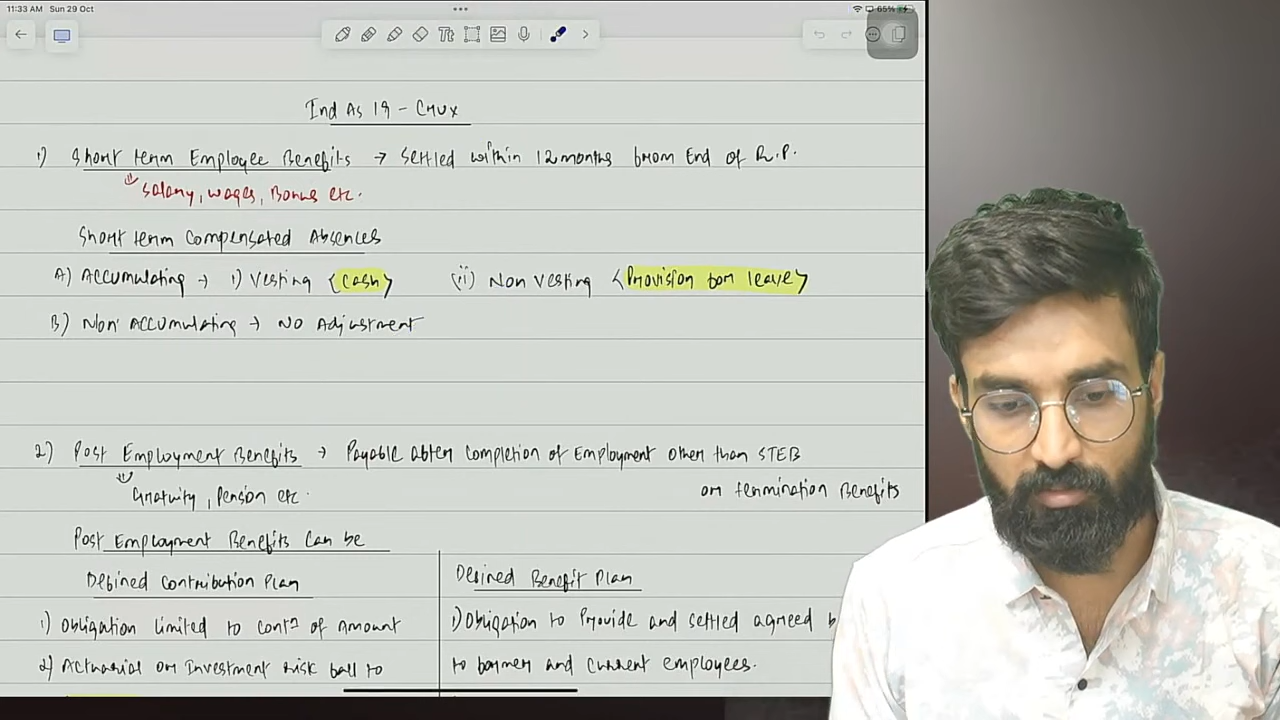 11:33 AM Sun 29 Oct
65%
Ind As 19 - CHUX
1) Short term Employee Benefits → Settled within 12 months from End of R.P.
Salary, wages, Bonus etc.
Short term Compensated Absences
A) Accumulating → i) Vesting {Cash} (ii) Non Vesting {Provision for leave}
B) Non Accumulating → No Adjustment
2) Post Employment Benefits → Payable after completion of Employment other than STEB
or termination Benefits
Gratuity, Pension etc.
Post Employment Benefits Can be
Defined Contribution Plan
Defined Benefit Plan
1) Obligation limited to contn of Amount
1) Obligation to Provide and settled agreed
2) Actuarial or Investment risk fall to
to former and current employees.